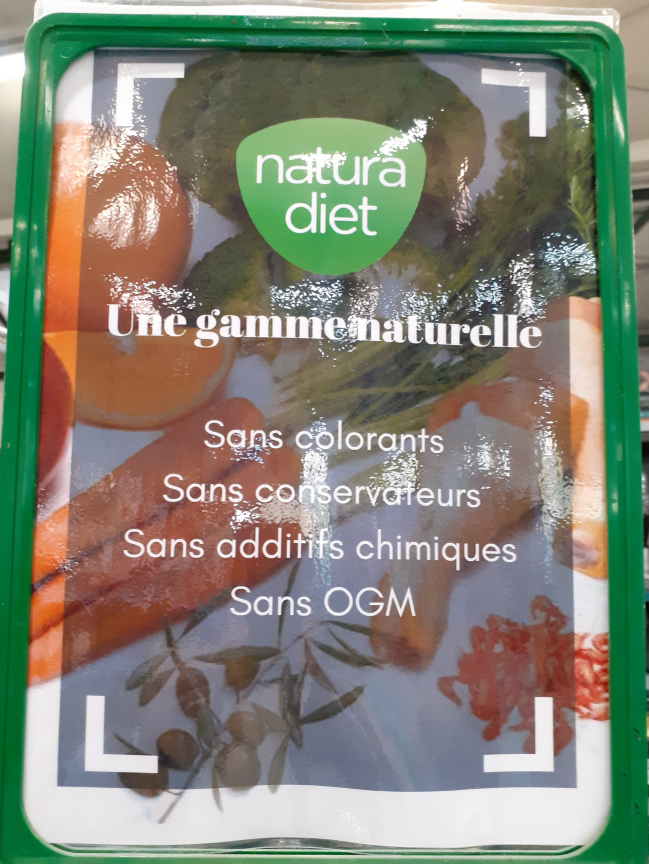 natura
diet
Une gamme naturelle
Sans colorants
Sans conservateurs
Sans additifs chimiques
Sans OGM